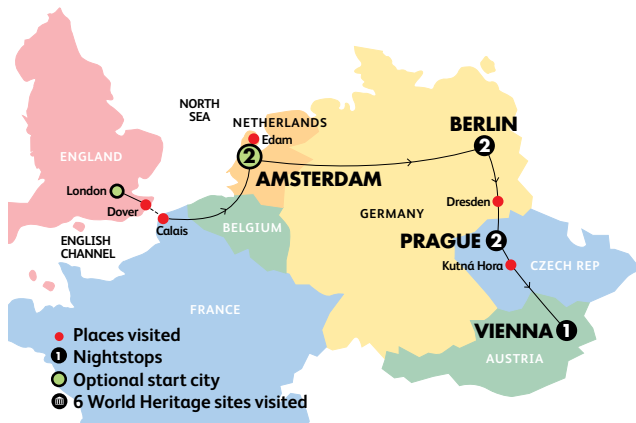 NORTH
SEA
NETHERLANDS
Edam
BERLIN
2
ENGLAND
2
AMSTERDAM
London
Dover
Calais
Dresden
GERMANY
BELGIUM
ENGLISH
CHANNEL
PRAGUE 2
Kutná Hora
CZECH REP
FRANCE
VIENNA 1
AUSTRIA
Places visited
1 Nightstops
Optional start city
6 World Heritage sites visited